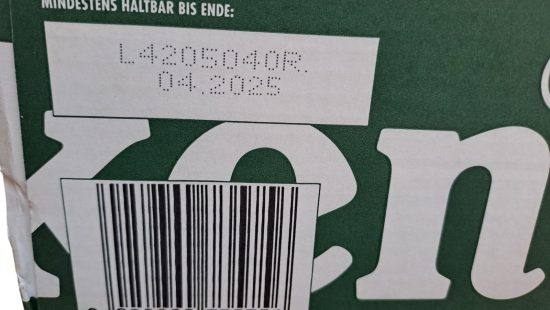 MINDESTENS HALTBAR BIS ENDE:
L4205040R.
04.2025
ken